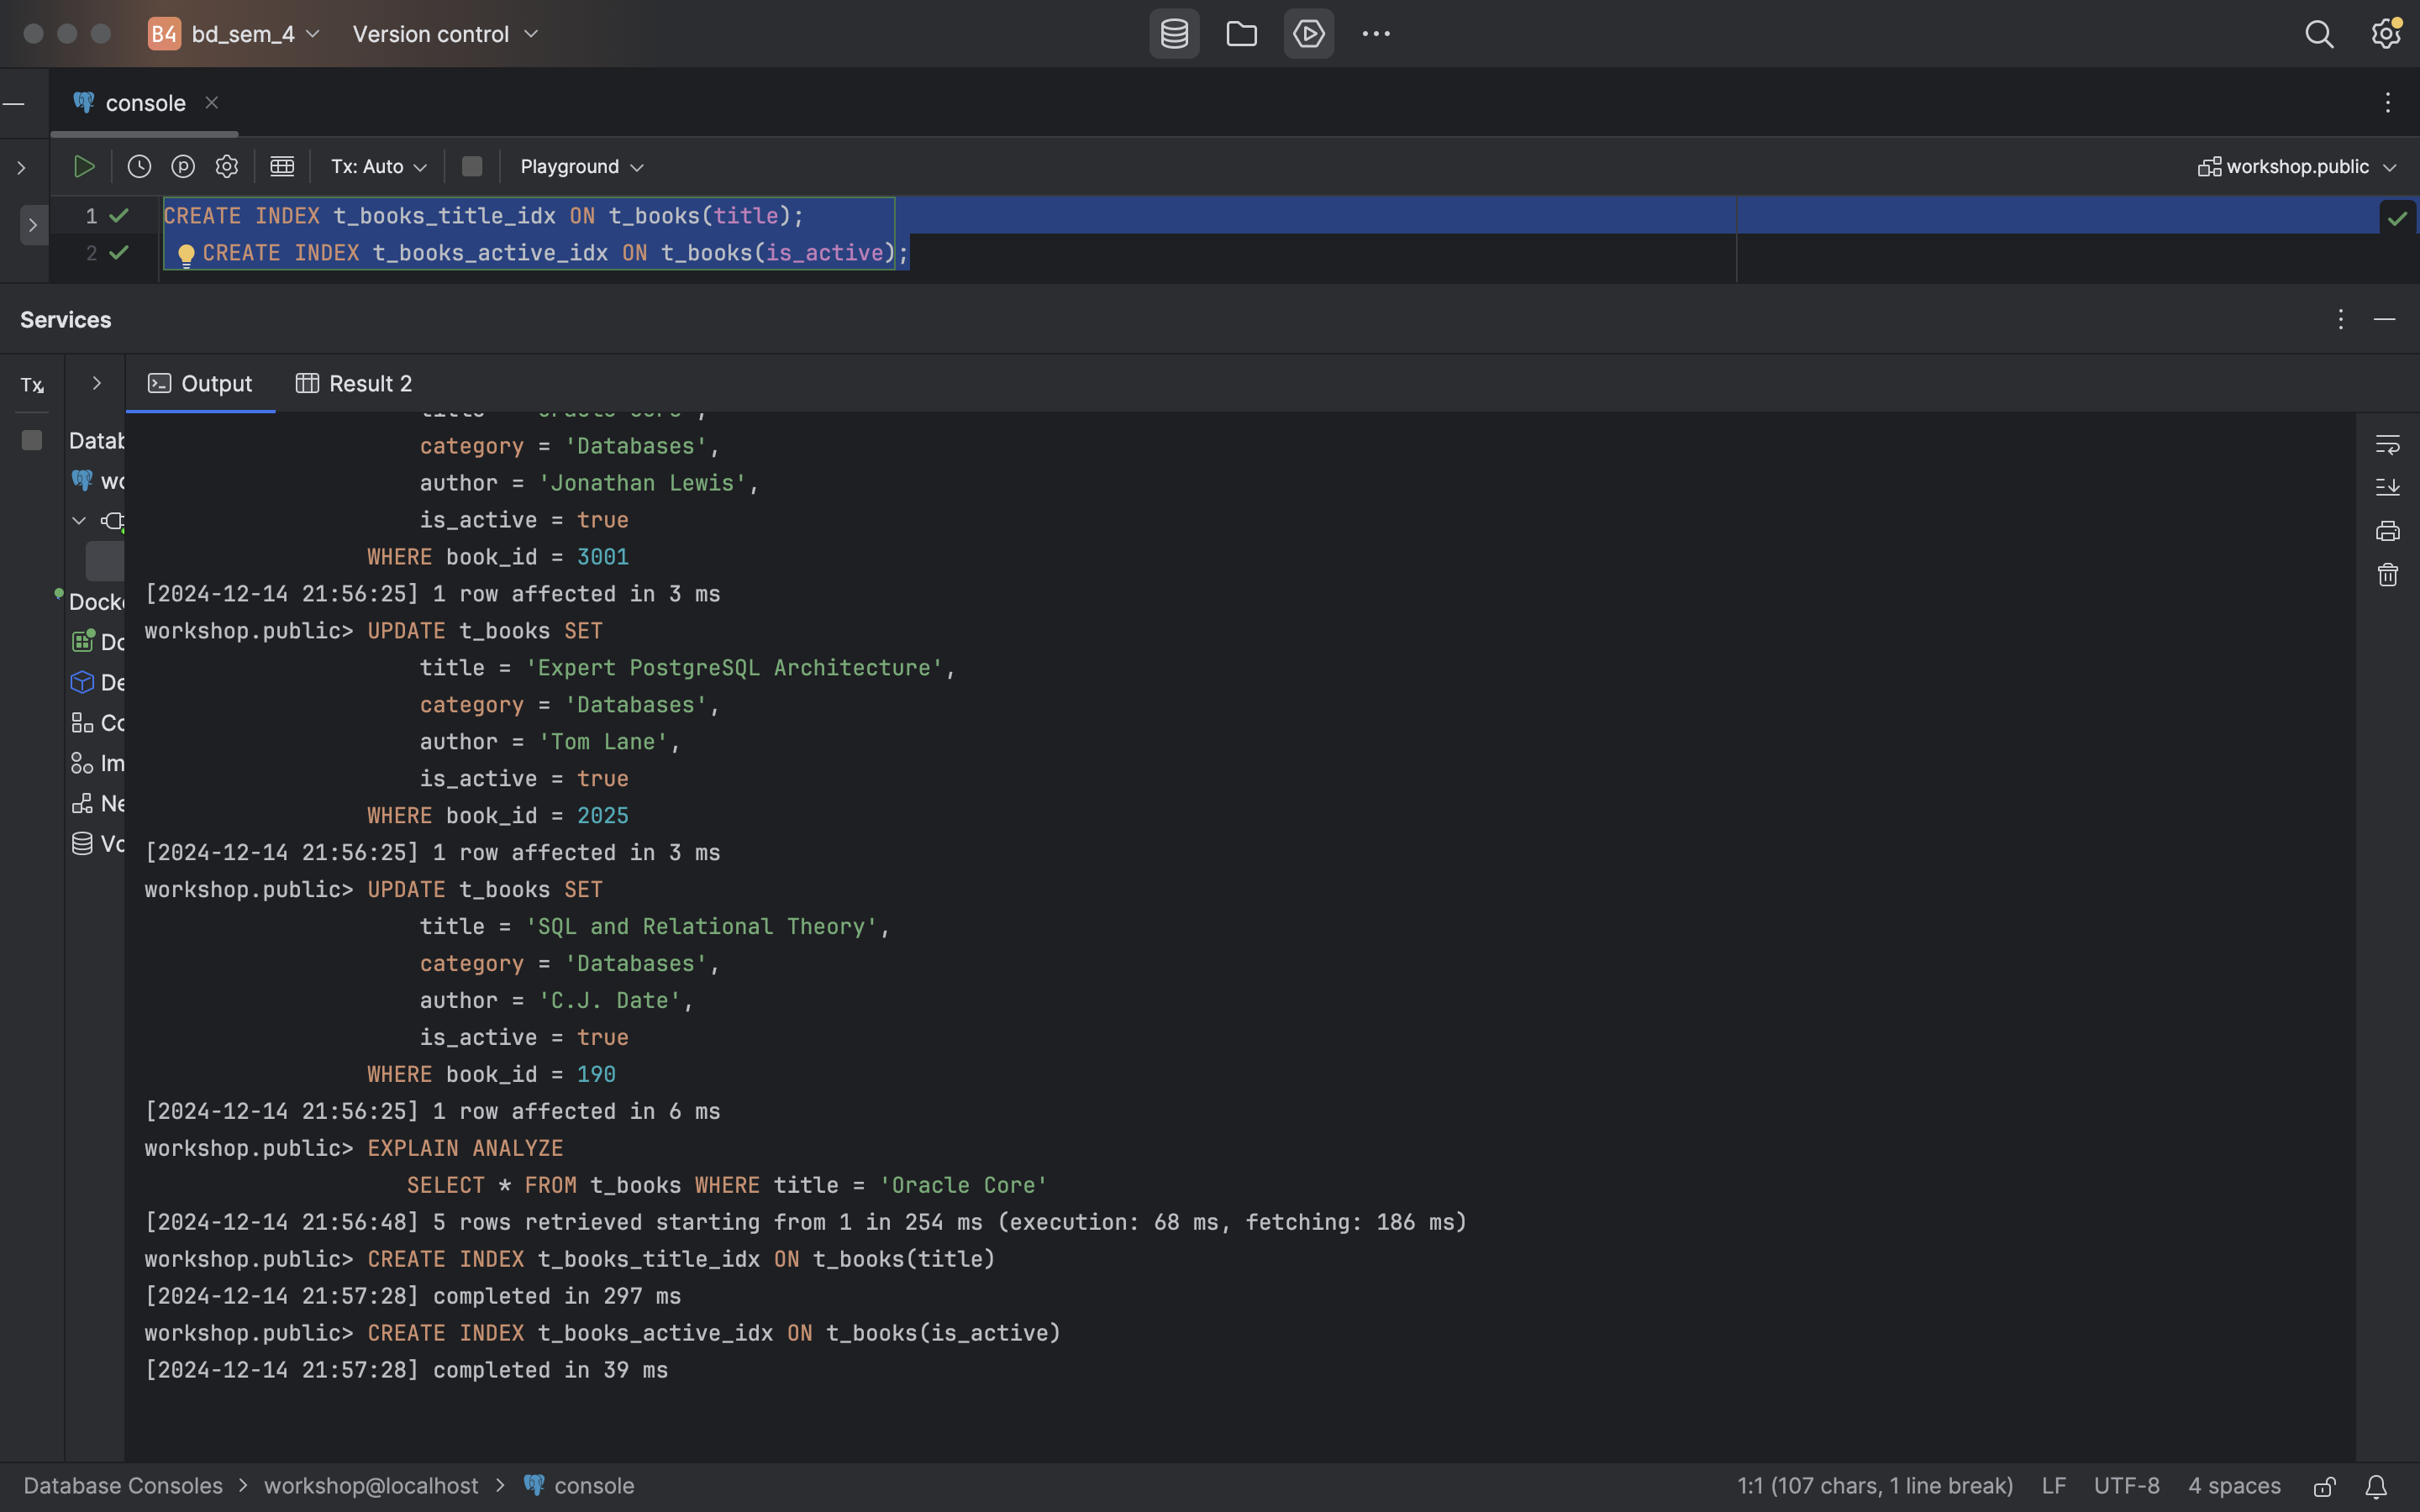 B4 bd_sem_4 Version control
console
Tx: Auto Playground workshop.public
1 CREATE INDEX t_books_title_idx ON t_books(title);
2 CREATE INDEX t_books_active_idx ON t_books(is_active);
Services
Tx Output Result 2
category = 'Databases',
author = 'Jonathan Lewis',
is_active = true
WHERE book_id = 3001
[2024-12-14 21:56:25] 1 row affected in 3 ms
workshop.public> UPDATE t_books SET
title = 'Expert PostgreSQL Architecture',
category = 'Databases',
author = 'Tom Lane',
is_active = true
WHERE book_id = 2025
[2024-12-14 21:56:25] 1 row affected in 3 ms
workshop.public> UPDATE t_books SET
title = 'SQL and Relational Theory',
category = 'Databases',
author = 'C.J. Date',
is_active = true
WHERE book_id = 190
[2024-12-14 21:56:25] 1 row affected in 6 ms
workshop.public> EXPLAIN ANALYZE
SELECT * FROM t_books WHERE title = 'Oracle Core'
[2024-12-14 21:56:48] 5 rows retrieved starting from 1 in 254 ms (execution: 68 ms, fetching: 186 ms)
workshop.public> CREATE INDEX t_books_title_idx ON t_books(title)
[2024-12-14 21:57:28] completed in 297 ms
workshop.public> CREATE INDEX t_books_active_idx ON t_books(is_active)
[2024-12-14 21:57:28] completed in 39 ms
Database Consoles > workshop@localhost > console 1:1 (107 chars, 1 line break) LF UTF-8 4 spaces